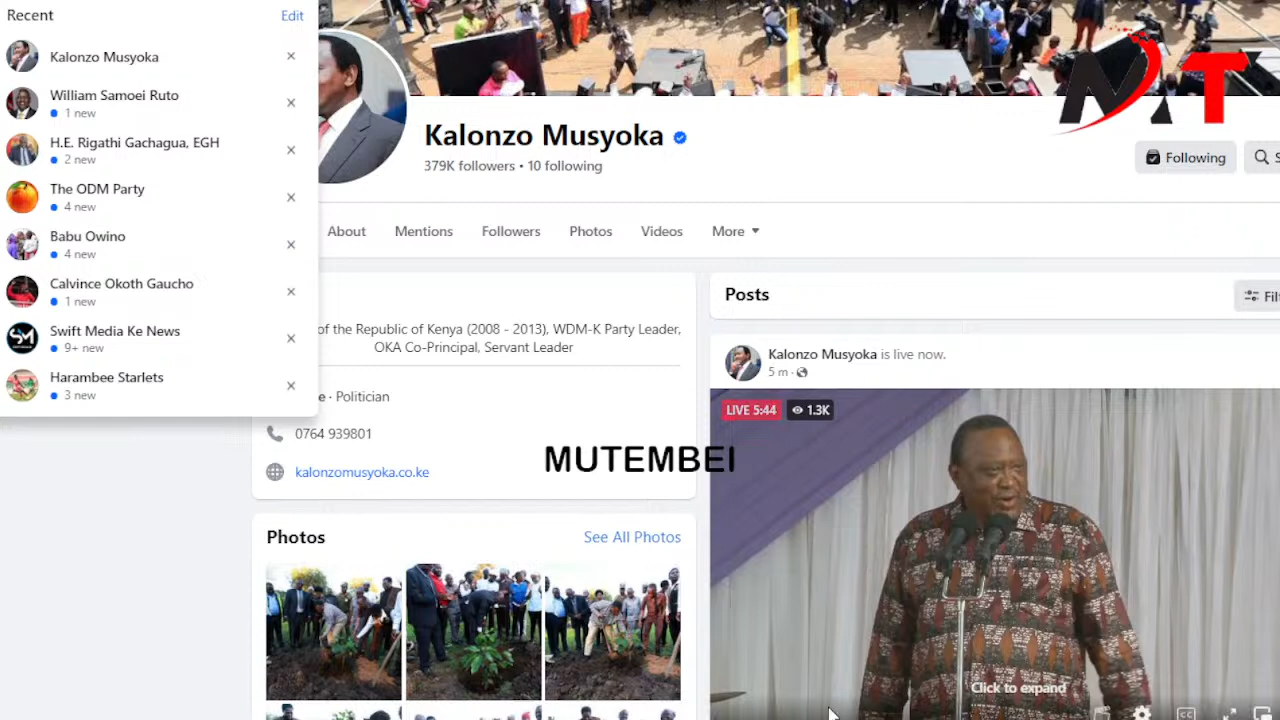 Recent
Edit
Kalonzo Musyoka
William Samoei Ruto
1 new
H.E. Rigathi Gachagua, EGH
2 new
The ODM Party
4 new
Babu Owino
4 new
Calvince Okoth Gaucho
1 new
Swift Media Ke News
9+ new
Harambee Starlets
3 new
MT
Kalonzo Musyoka
379K followers • 10 following
Following
S
About
Mentions
Followers
Photos
Videos
More
of the Republic of Kenya (2008 - 2013), WDM-K Party Leader,
OKA Co-Principal, Servant Leader
e · Politician
0764 939801
kalonzomusyoka.co.ke
Photos
See All Photos
Posts
Filt
Kalonzo Musyoka is live now.
5 m ·
LIVE 5:44
1.3K
MUTEMBEI
Click to expand
CC